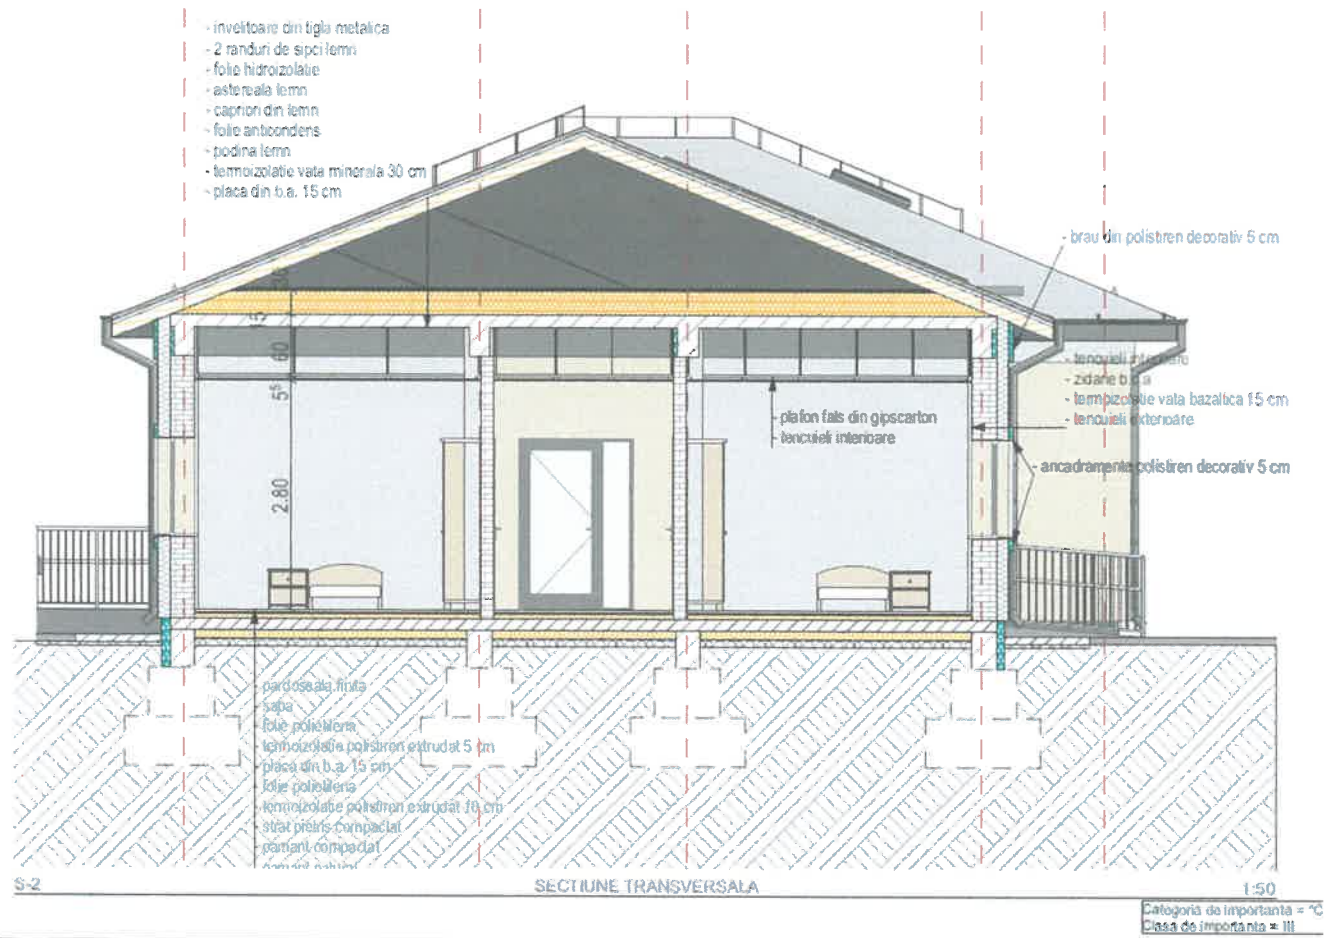 - invelitoare din tigla metalica
- 2 randuri de sipci lemn
- folie hidroizolatie
- astereala lemn
- capriori din lemn
- folie anticondens
- podina lemn
- termoizolatie vata minerala 30 cm
- placa din b.a. 15 cm
- brau din polistiren decorativ 5 cm
15
60
5⁵
2.80
- tencuieli interioare
- zidarie b.c.a
- termoizolatie vata bazaltica 15 cm
- tencuieli exterioare
- plafon fals din gipscarton
- tencuieli interioare
- ancadramente polistiren decorativ 5 cm
- pardoseala finita
- sapa
- folie polietilena
- termoizolatie polistiren extrudat 5 cm
- placa din b.a. 15 cm
- folie polietilena
- termoizolatie polistiren extrudat 10 cm
- strat pietris compactat
- pamant compactat
- pamant natural
S-2
SECTIUNE TRANSVERSALA
1:50
Categoria de importanta = "C
Clasa de importanta = III